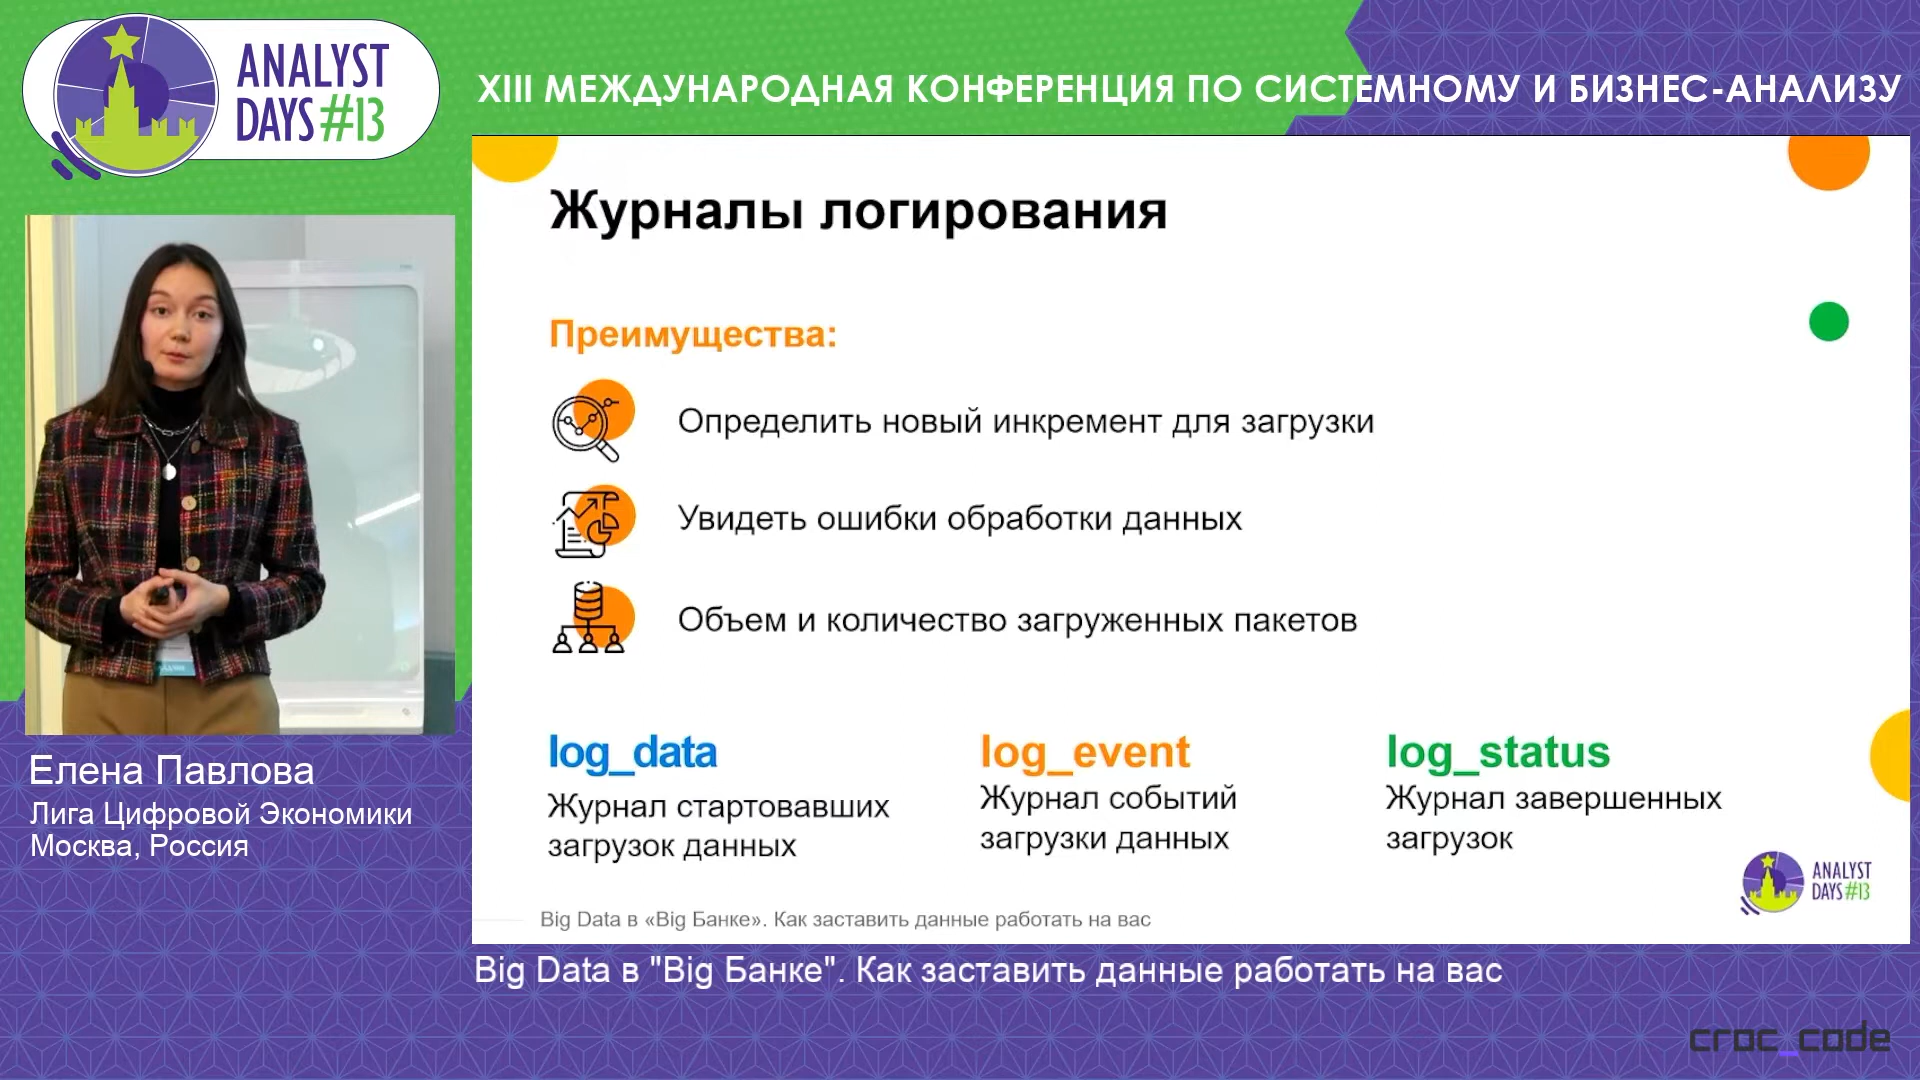 ANALYST
DAYS #13
XIII МЕЖДУНАРОДНАЯ КОНФЕРЕНЦИЯ ПО СИСТЕМНОМУ И БИЗНЕС-АНАЛИЗУ
Журналы логирования
Преимущества:
Определить новый инкремент для загрузки
Увидеть ошибки обработки данных
Объем и количество загруженных пакетов
log_data
Журнал стартовавших
загрузок данных
log_event
Журнал событий
загрузки данных
log_status
Журнал завершенных
загрузок
ANALYST
DAYS #13
Big Data в «Big Банке». Как заставить данные работать на вас
Елена Павлова
Лига Цифровой Экономики
Москва, Россия
Big Data в "Big Банке". Как заставить данные работать на вас
croc_code